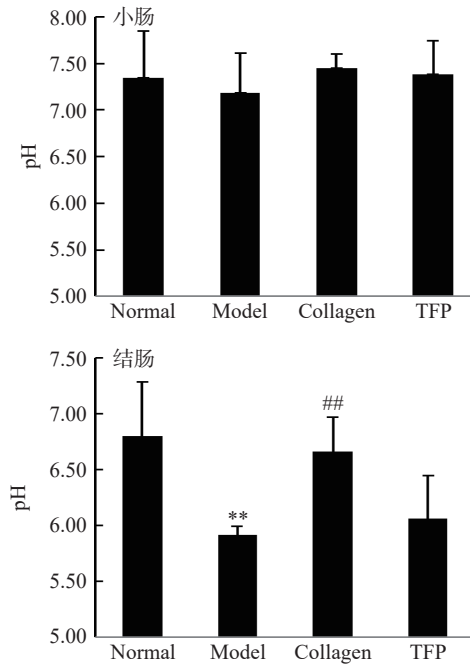 8.00
小肠
7.50
7.00
6.50
6.00
5.50
5.00
pH
Normal Model Collagen TFP
7.50
结肠
7.00
6.50
6.00
5.50
5.00
pH
##
**
Normal Model Collagen TFP